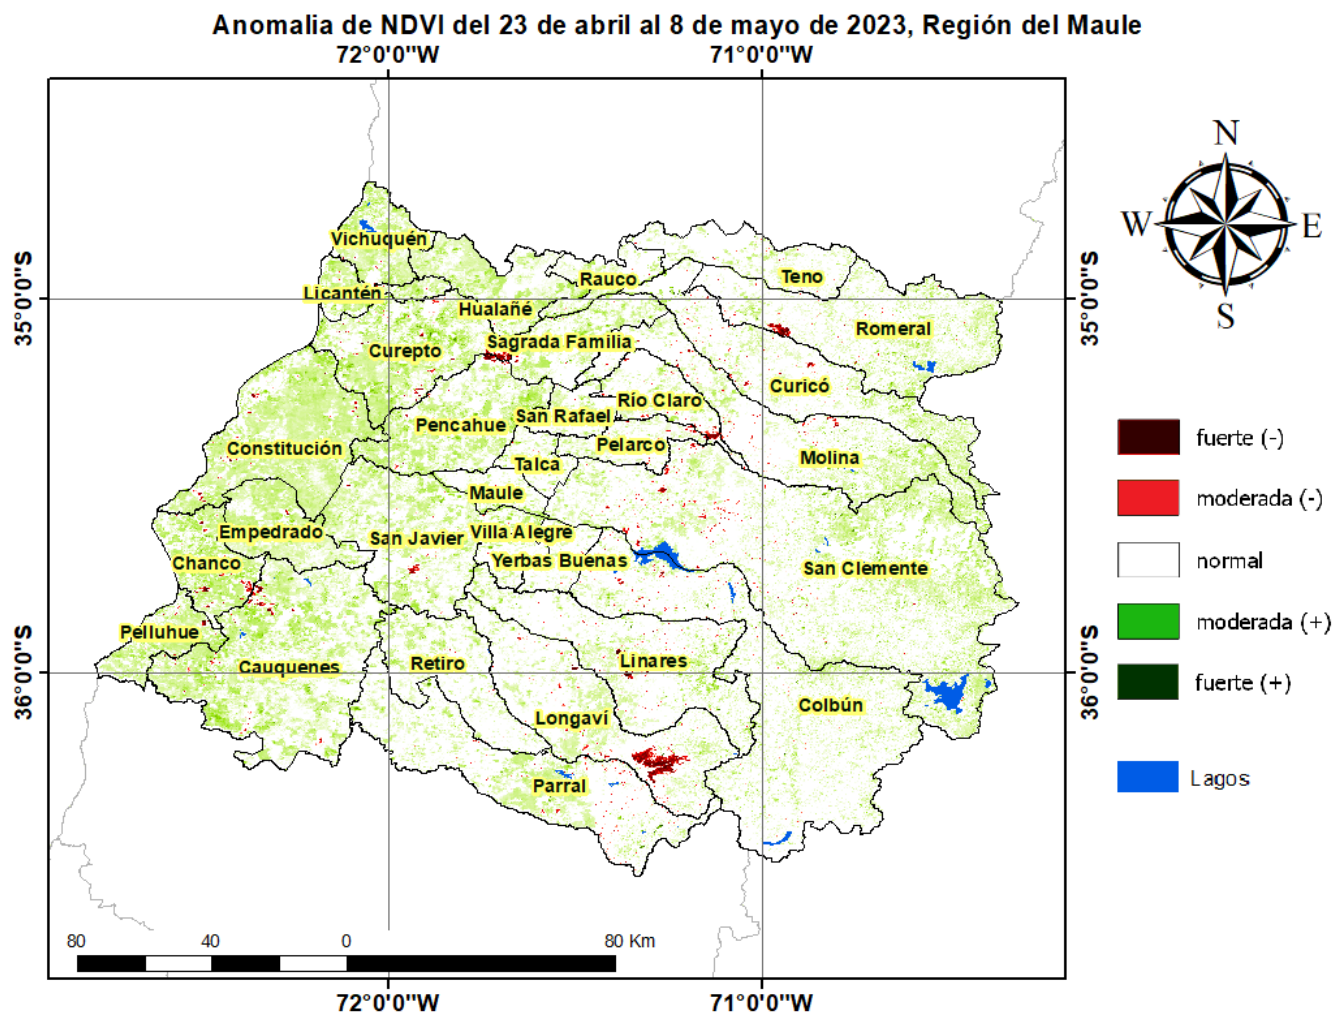 Anomalia de NDVI del 23 de abril al 8 de mayo de 2023, Región del Maule
72°0'0"W
71°0'0"W
N
W
E
S
35°0'0"S
35°0'0"S
36°0'0"S
36°0'0"S
Vichuquén
Licantén
Rauco
Teno
Hualañé
Romeral
Sagrada Familia
Curepto
Curicó
Río Claro
San Rafael
Pencahue
Pelarco
Constitución
Molina
Talca
Maule
Empedrado
San Javier
Villa Alegre
Chanco
Yerbas Buenas
San Clemente
Pelluhue
Cauquenes
Retiro
Linares
Colbún
Longaví
Parral
fuerte (-)
moderada (-)
normal
moderada (+)
fuerte (+)
Lagos
80 40 0 80 Km
72°0'0"W
71°0'0"W